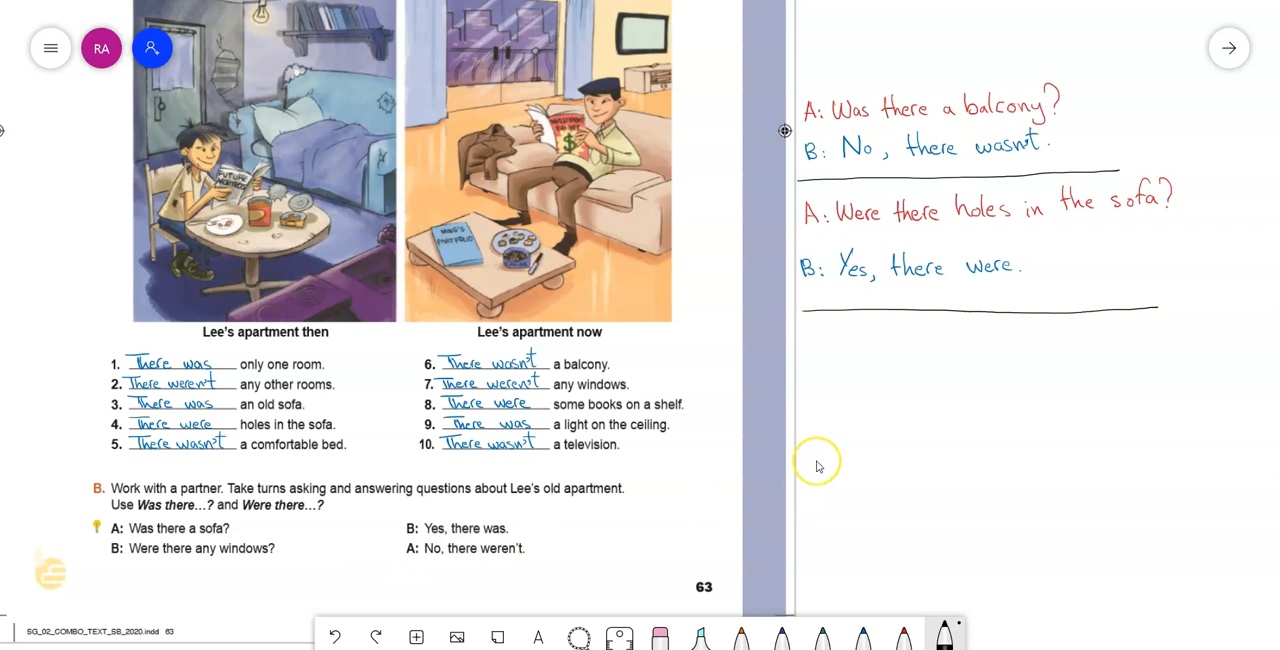 RA
FUTURE
INVESTMENT
$
MING'S
PORTFOLIO
CAVIAR
Lee's apartment then
Lee's apartment now
1. There was only one room.
2. There weren't any other rooms.
3. There was an old sofa.
4. There were holes in the sofa.
5. There wasn't a comfortable bed.
6. There wasn't a balcony.
7. There weren't any windows.
8. There were some books on a shelf.
9. There was a light on the ceiling.
10. There wasn't a television.
B. Work with a partner. Take turns asking and answering questions about Lee's old apartment.
Use Was there...? and Were there...?
A: Was there a sofa?
B: Yes, there was.
B: Were there any windows?
A: No, there weren't.
63
SG_02_COMBO_TEXT_SB_2020.indd 63
A: Was there a balcony?
B: No, there wasn't.
A: Were there holes in the sofa?
B: Yes, there were.
A